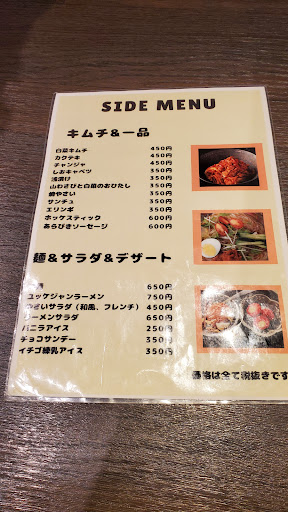 SIDE MENU
キムチ&一品
白菜キムチ 450円
カクテキ 450円
チャンジャ 450円
しおキャベツ 350円
浅漬け 350円
山わさびと白菜のおひたし 350円
焼やさい 350円
サンチュ 350円
エリンギ 350円
ホッケスティック 600円
あらびきソーセージ 600円
麺&サラダ&デザート
650円
ユッケジャンラーメン 750円
さいサラダ(和風、フレンチ) 450円
ラーメンサラダ 650円
バニラアイス 250円
チョコサンデー 350円
イチゴ練乳アイス 350円
価格は全て税抜きです